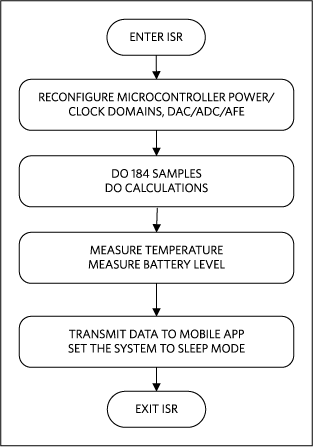 ENTER ISR
RECONFIGURE MICROCONTROLLER POWER/
CLOCK DOMAINS, DAC/ADC/AFE
DO 184 SAMPLES
DO CALCULATIONS
MEASURE TEMPERATURE
MEASURE BATTERY LEVEL
TRANSMIT DATA TO MOBILE APP
SET THE SYSTEM TO SLEEP MODE
EXIT ISR